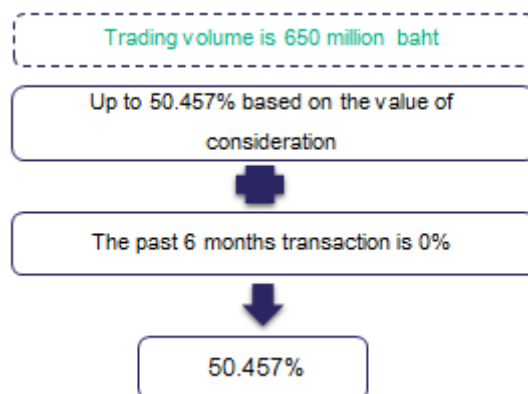 Trading volume is 650 million baht
Up to 50.457% based on the value of
consideration
The past 6 months transaction is 0%
50.457%